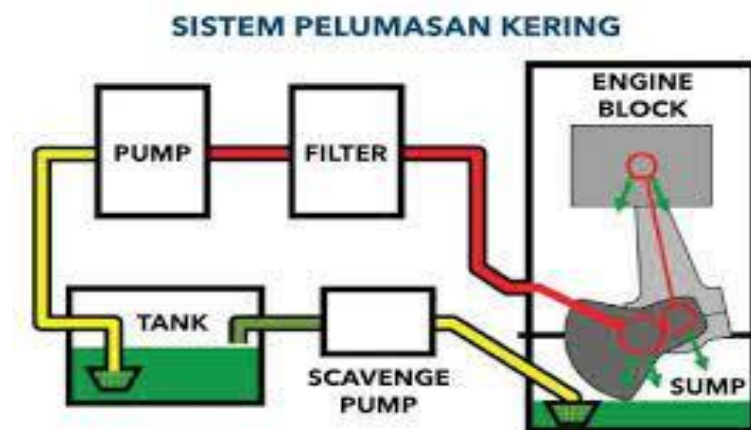 SISTEM PELUMASAN KERING
ENGINE
BLOCK
PUMP
FILTER
TANK
SCAVENGE
PUMP
SUMP